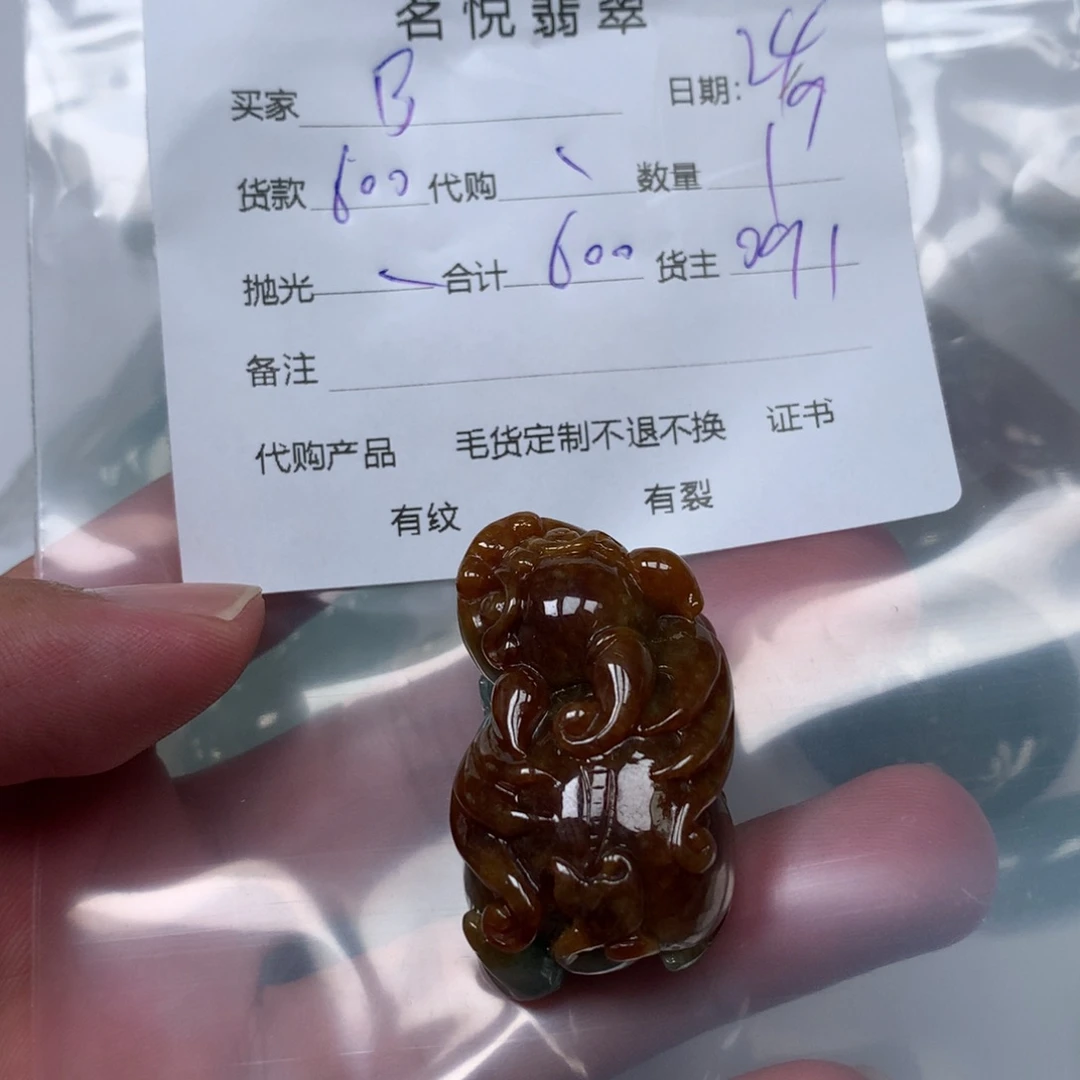 名悦翡翠
买家 B 日期: 24/9
货款 600 代购 数量 1
抛光 合计 600 货主 091
备注
代购产品 毛货定制不退不换 证书
有纹 有裂